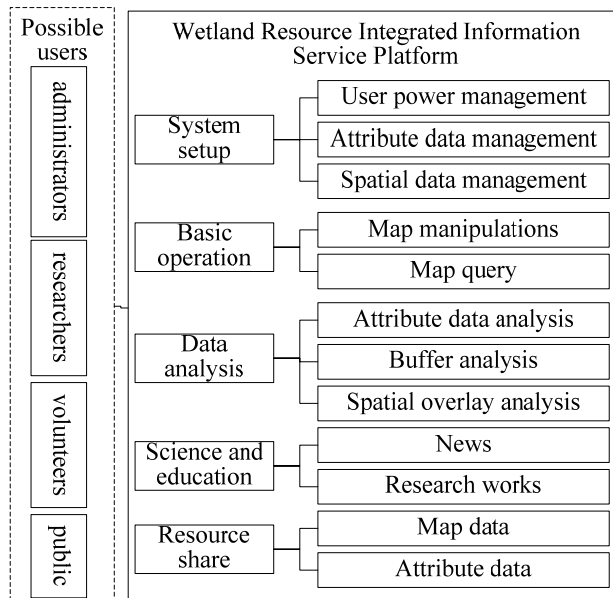 Possible
users
administrators
researchers
volunteers
public
Wetland Resource Integrated Information
Service Platform
System
setup
User power management
Attribute data management
Spatial data management
Basic
operation
Map manipulations
Map query
Data
analysis
Attribute data analysis
Buffer analysis
Spatial overlay analysis
Science and
education
News
Research works
Resource
share
Map data
Attribute data